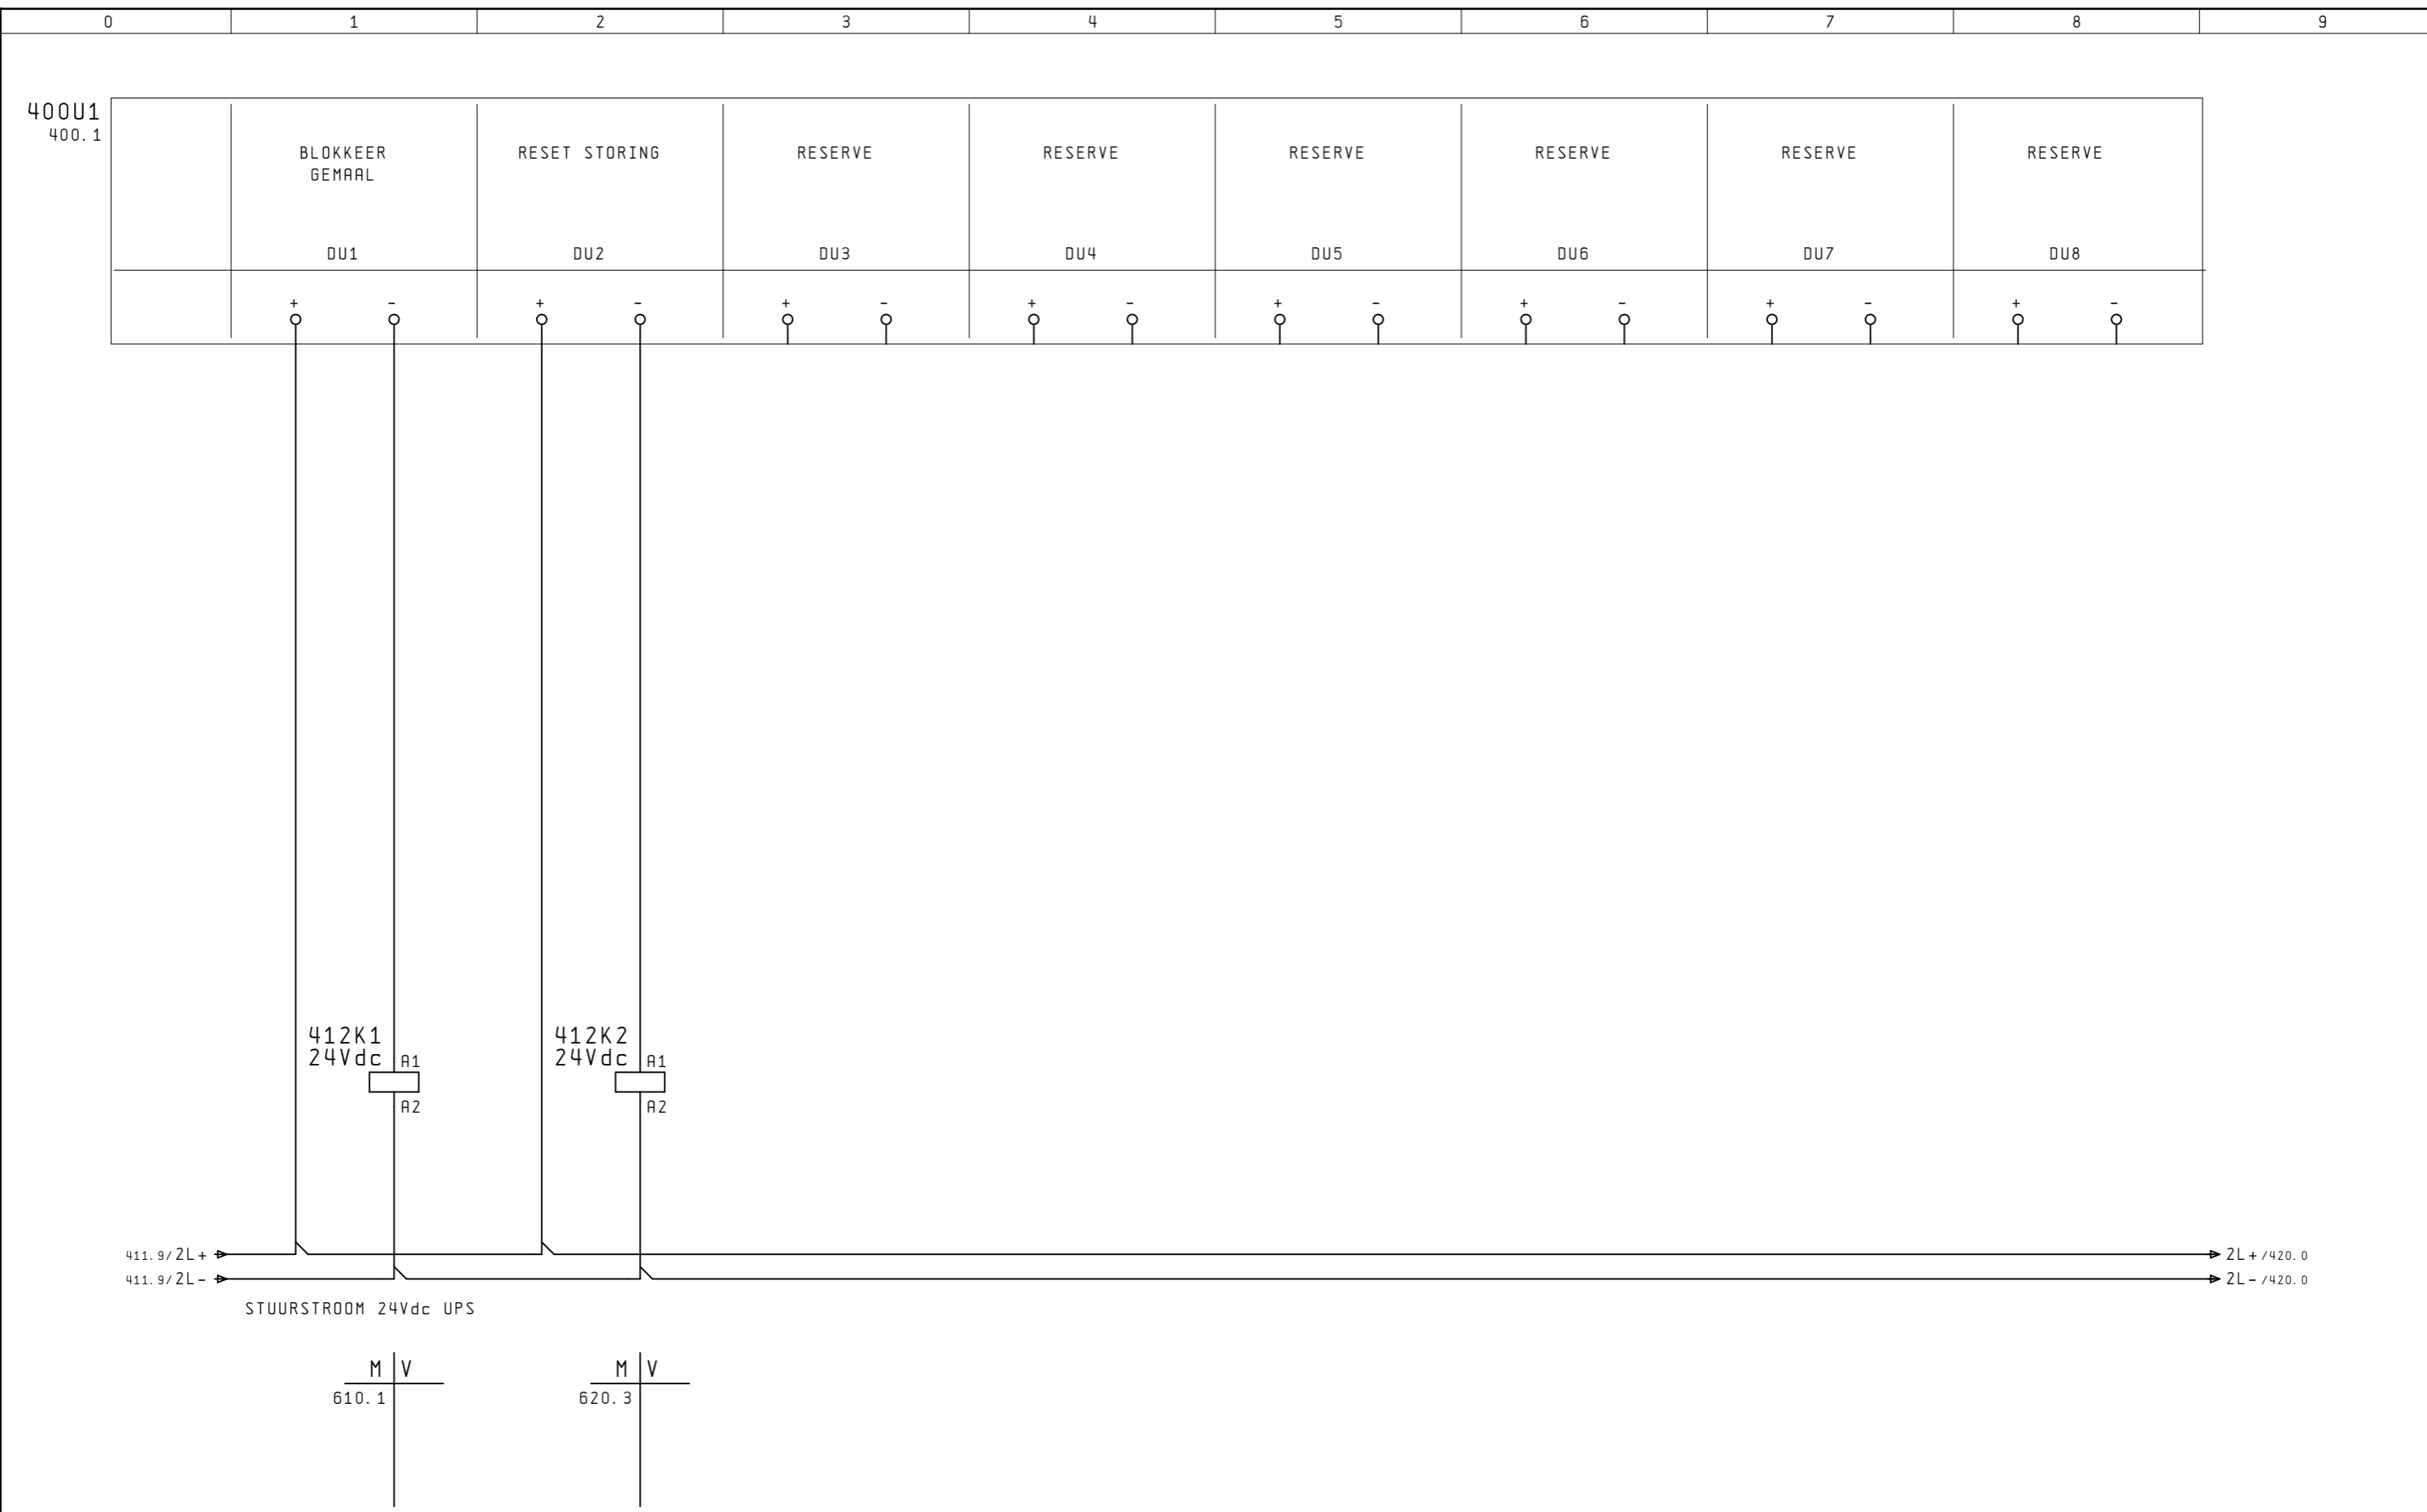 0 1 2 3 4 5 6 7 8 9
400U1
400.1
BLOKKEER
GEMAAL
RESET STORING
RESERVE
RESERVE
RESERVE
RESERVE
RESERVE
RESERVE
DU1 DU2 DU3 DU4 DU5 DU6 DU7 DU8
+ - + - + - + - + - + - + - + -
412K1
24Vdc
A1
A2
412K2
24Vdc
A1
A2
411.9/2L+
2L+/420.0
411.9/2L-
2L-/420.0
STUURSTROOM 24Vdc UPS
M V
610.1
M V
620.3